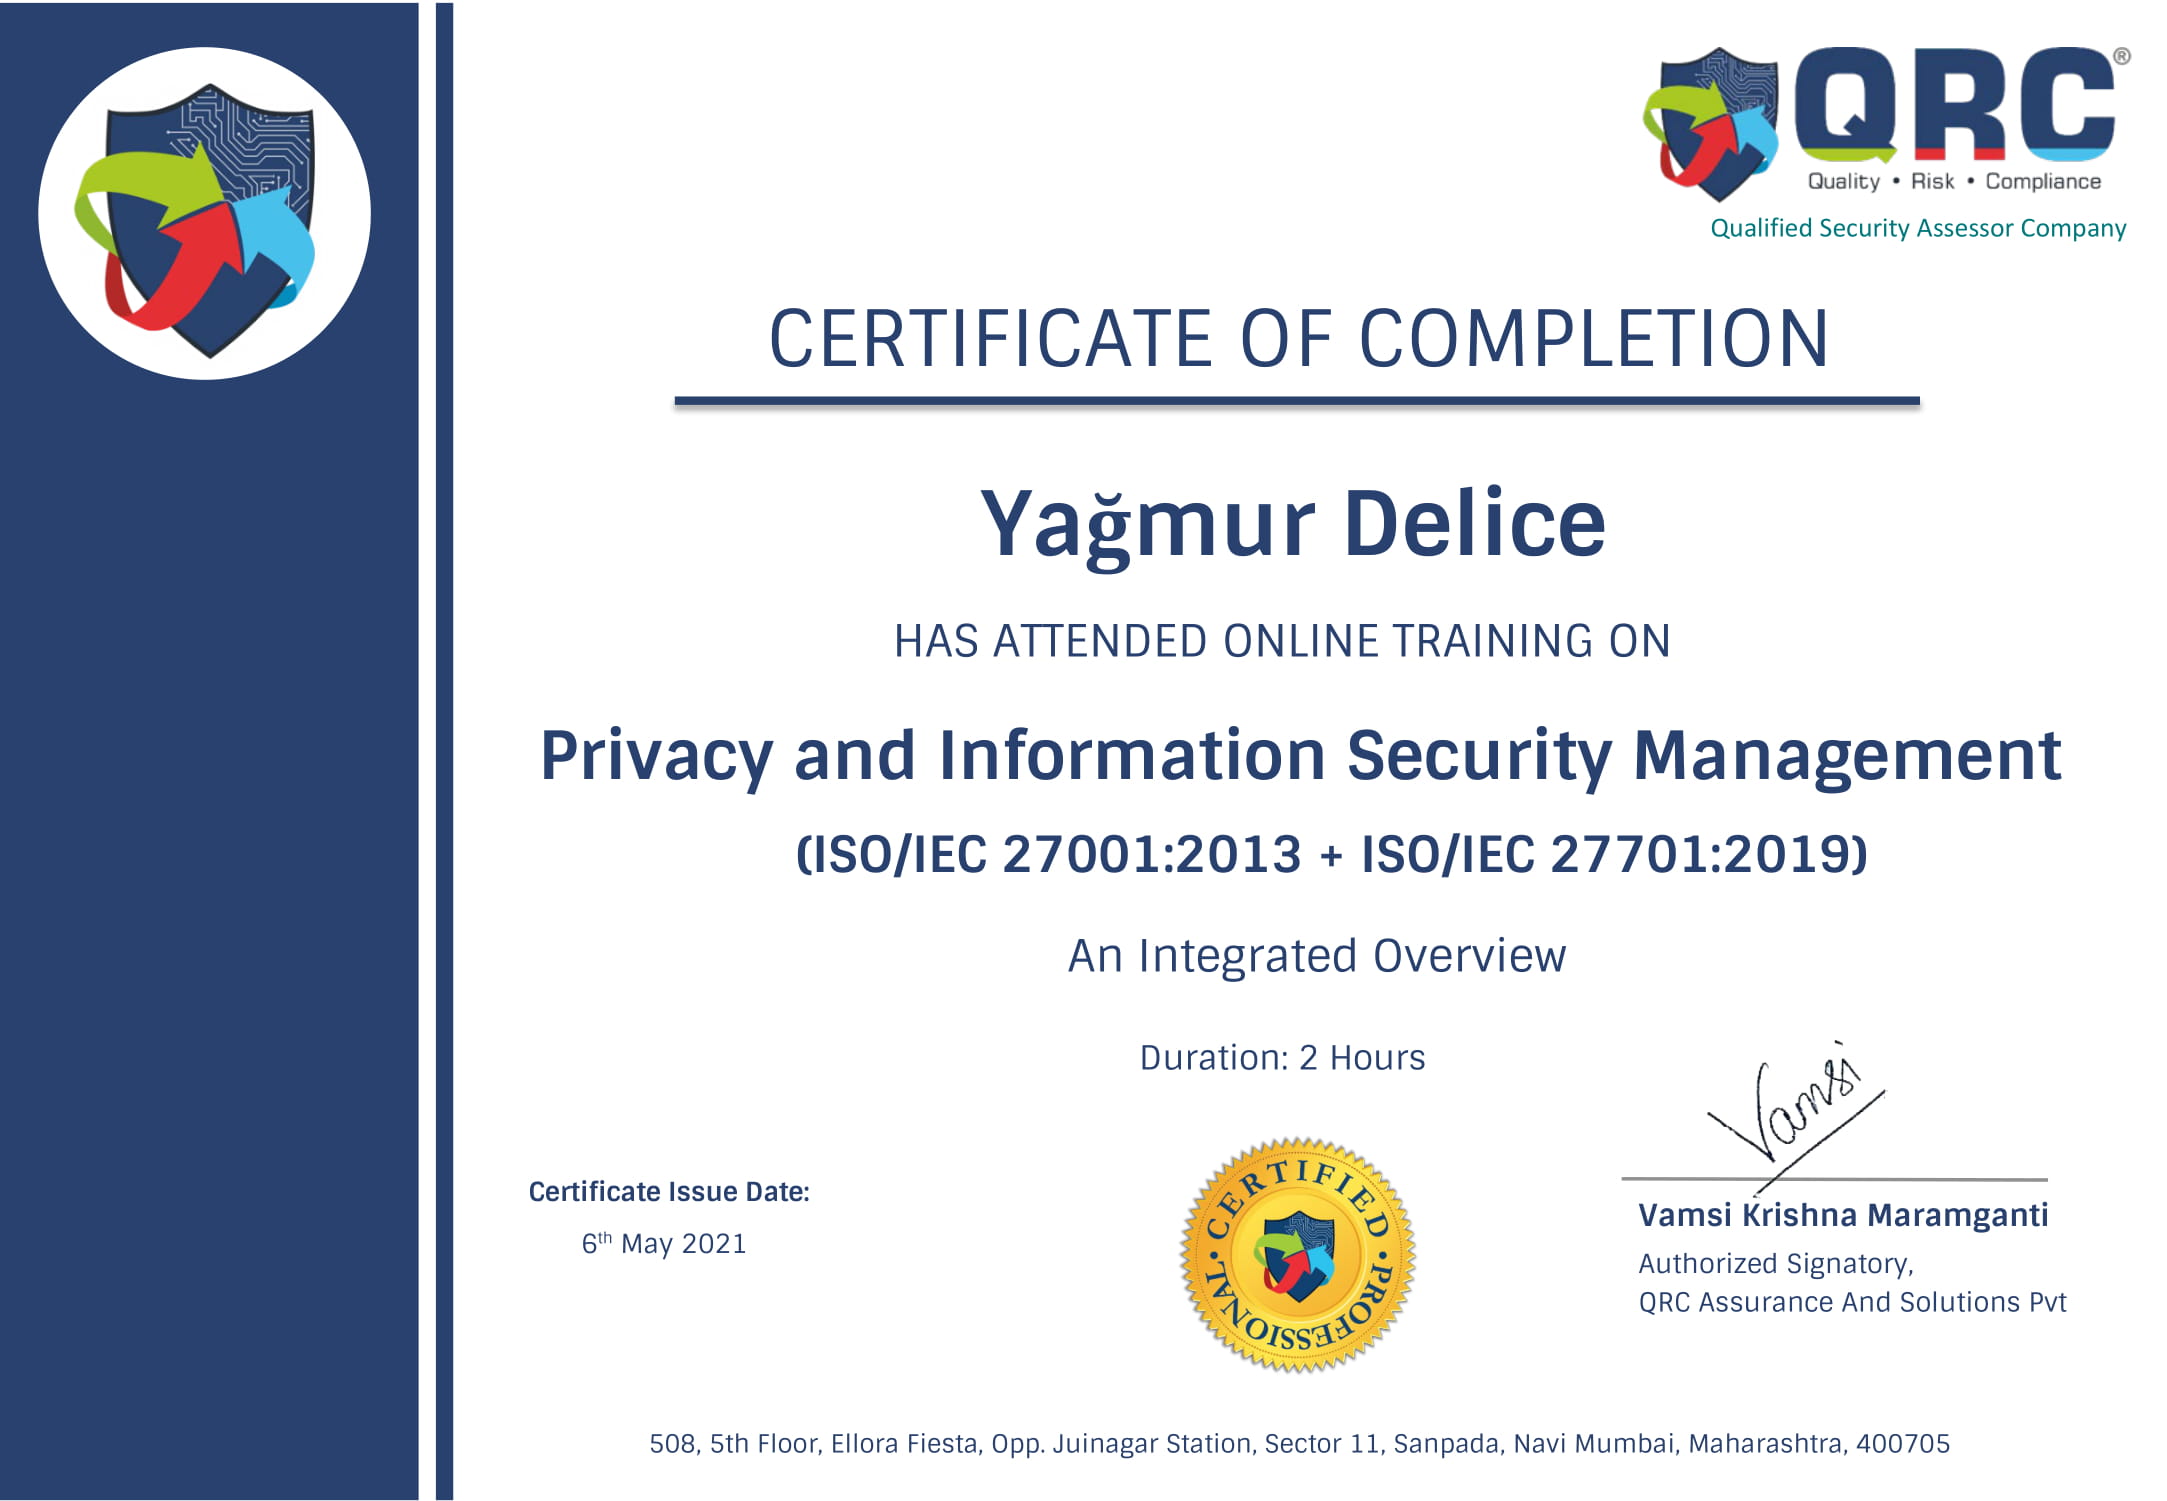 QRC®
Quality • Risk • Compliance
Qualified Security Assessor Company
CERTIFICATE OF COMPLETION
Yağmur Delice
HAS ATTENDED ONLINE TRAINING ON
Privacy and Information Security Management
(ISO/IEC 27001:2013 + ISO/IEC 27701:2019)
An Integrated Overview
Duration: 2 Hours
Vamsi
Certificate Issue Date:
6th May 2021
• CERTIFIED • PROFESSIONAL
Vamsi Krishna Maramganti
Authorized Signatory,
QRC Assurance And Solutions Pvt
508, 5th Floor, Ellora Fiesta, Opp. Juinagar Station, Sector 11, Sanpada, Navi Mumbai, Maharashtra, 400705